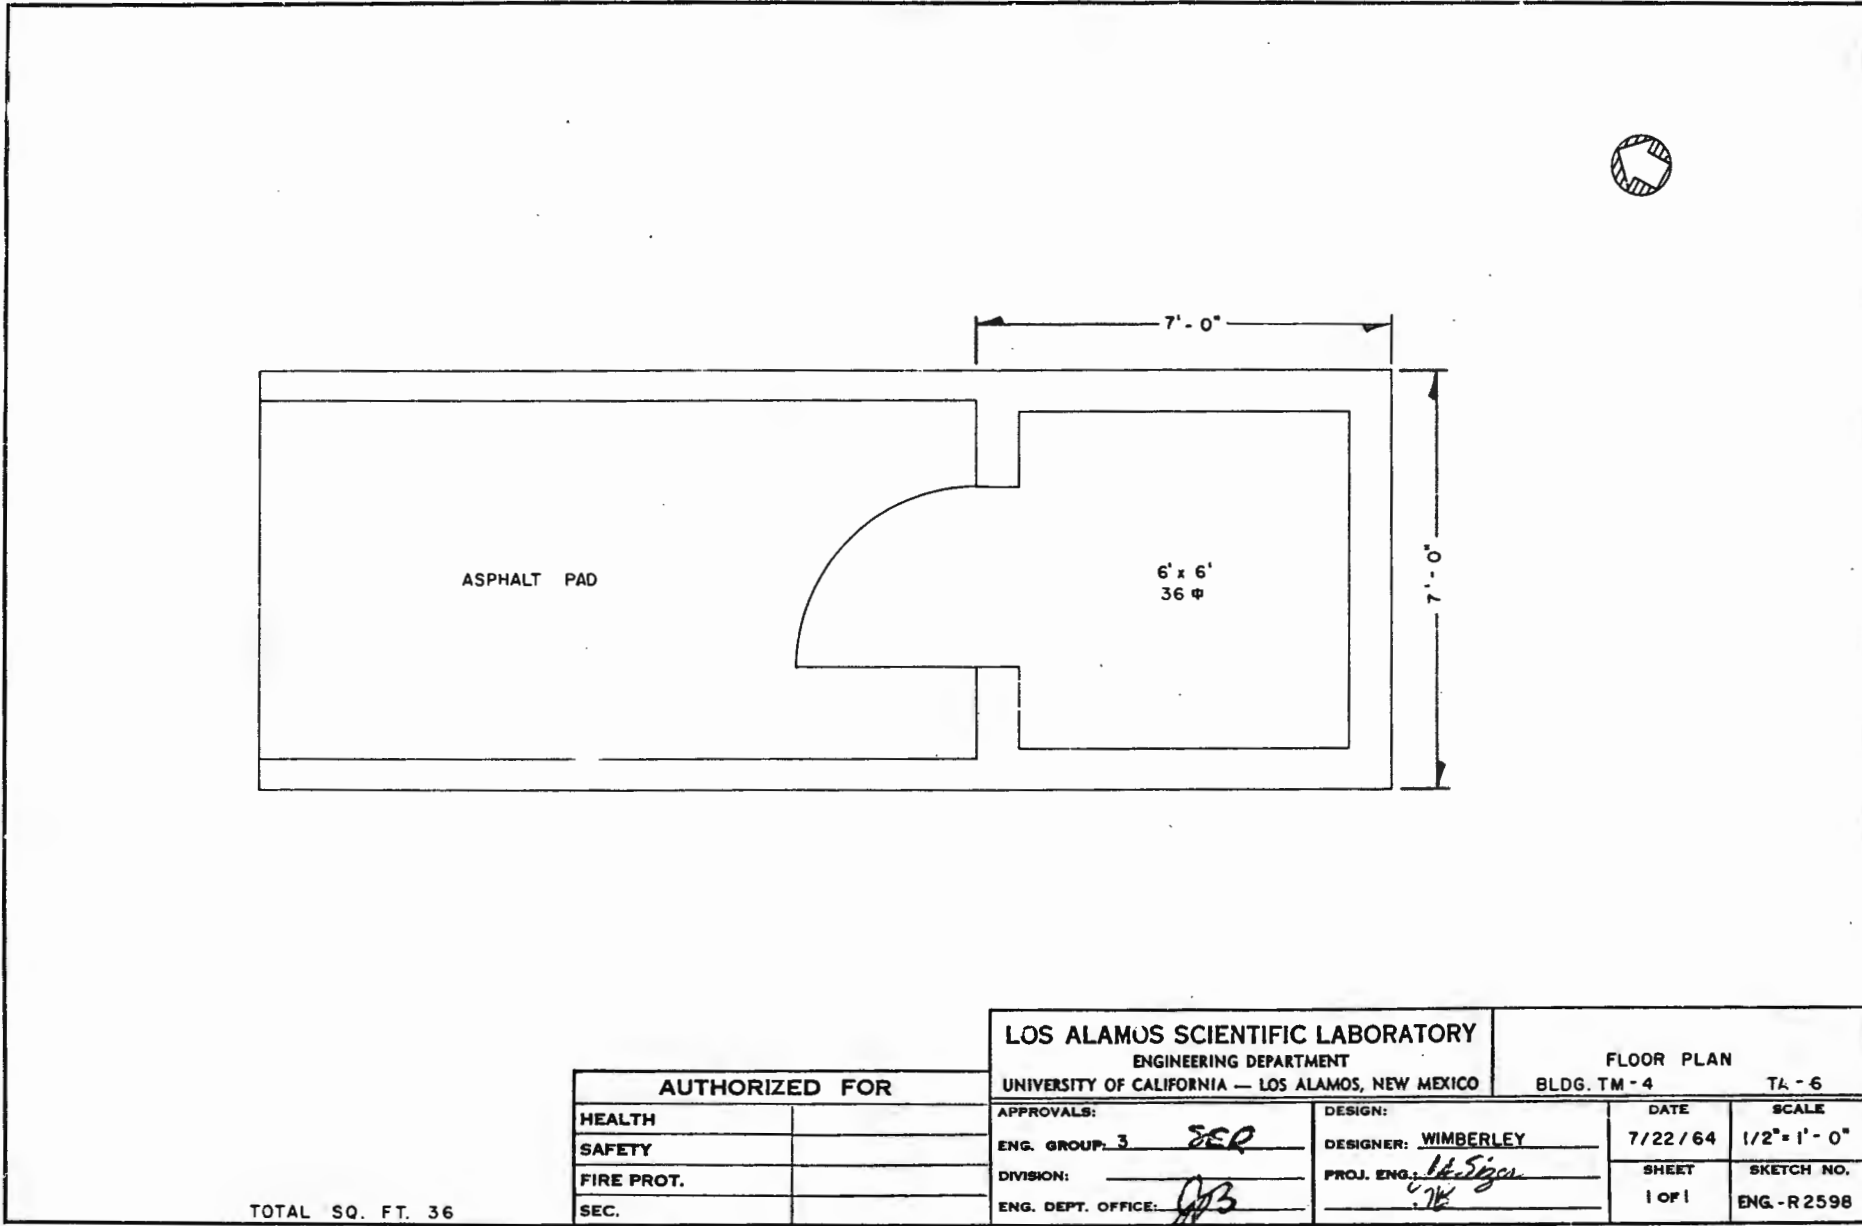 7'-0"
7'-0"
ASPHALT PAD
6' x 6'
36
TOTAL SQ. FT. 36
AUTHORIZED FOR
HEALTH
SAFETY
FIRE PROT.
SEC.
LOS ALAMOS SCIENTIFIC LABORATORY
ENGINEERING DEPARTMENT
UNIVERSITY OF CALIFORNIA — LOS ALAMOS, NEW MEXICO
FLOOR PLAN
BLDG. TM-4 TA-6
APPROVALS:
ENG. GROUP: 3 SER
DIVISION:
ENG. DEPT. OFFICE:
DESIGN:
DESIGNER: WIMBERLEY
PROJ. ENG.:
DATE
7/22/64
SCALE
1/2"=1'-0"
SHEET
1 OF 1
SKETCH NO.
ENG.-R2598